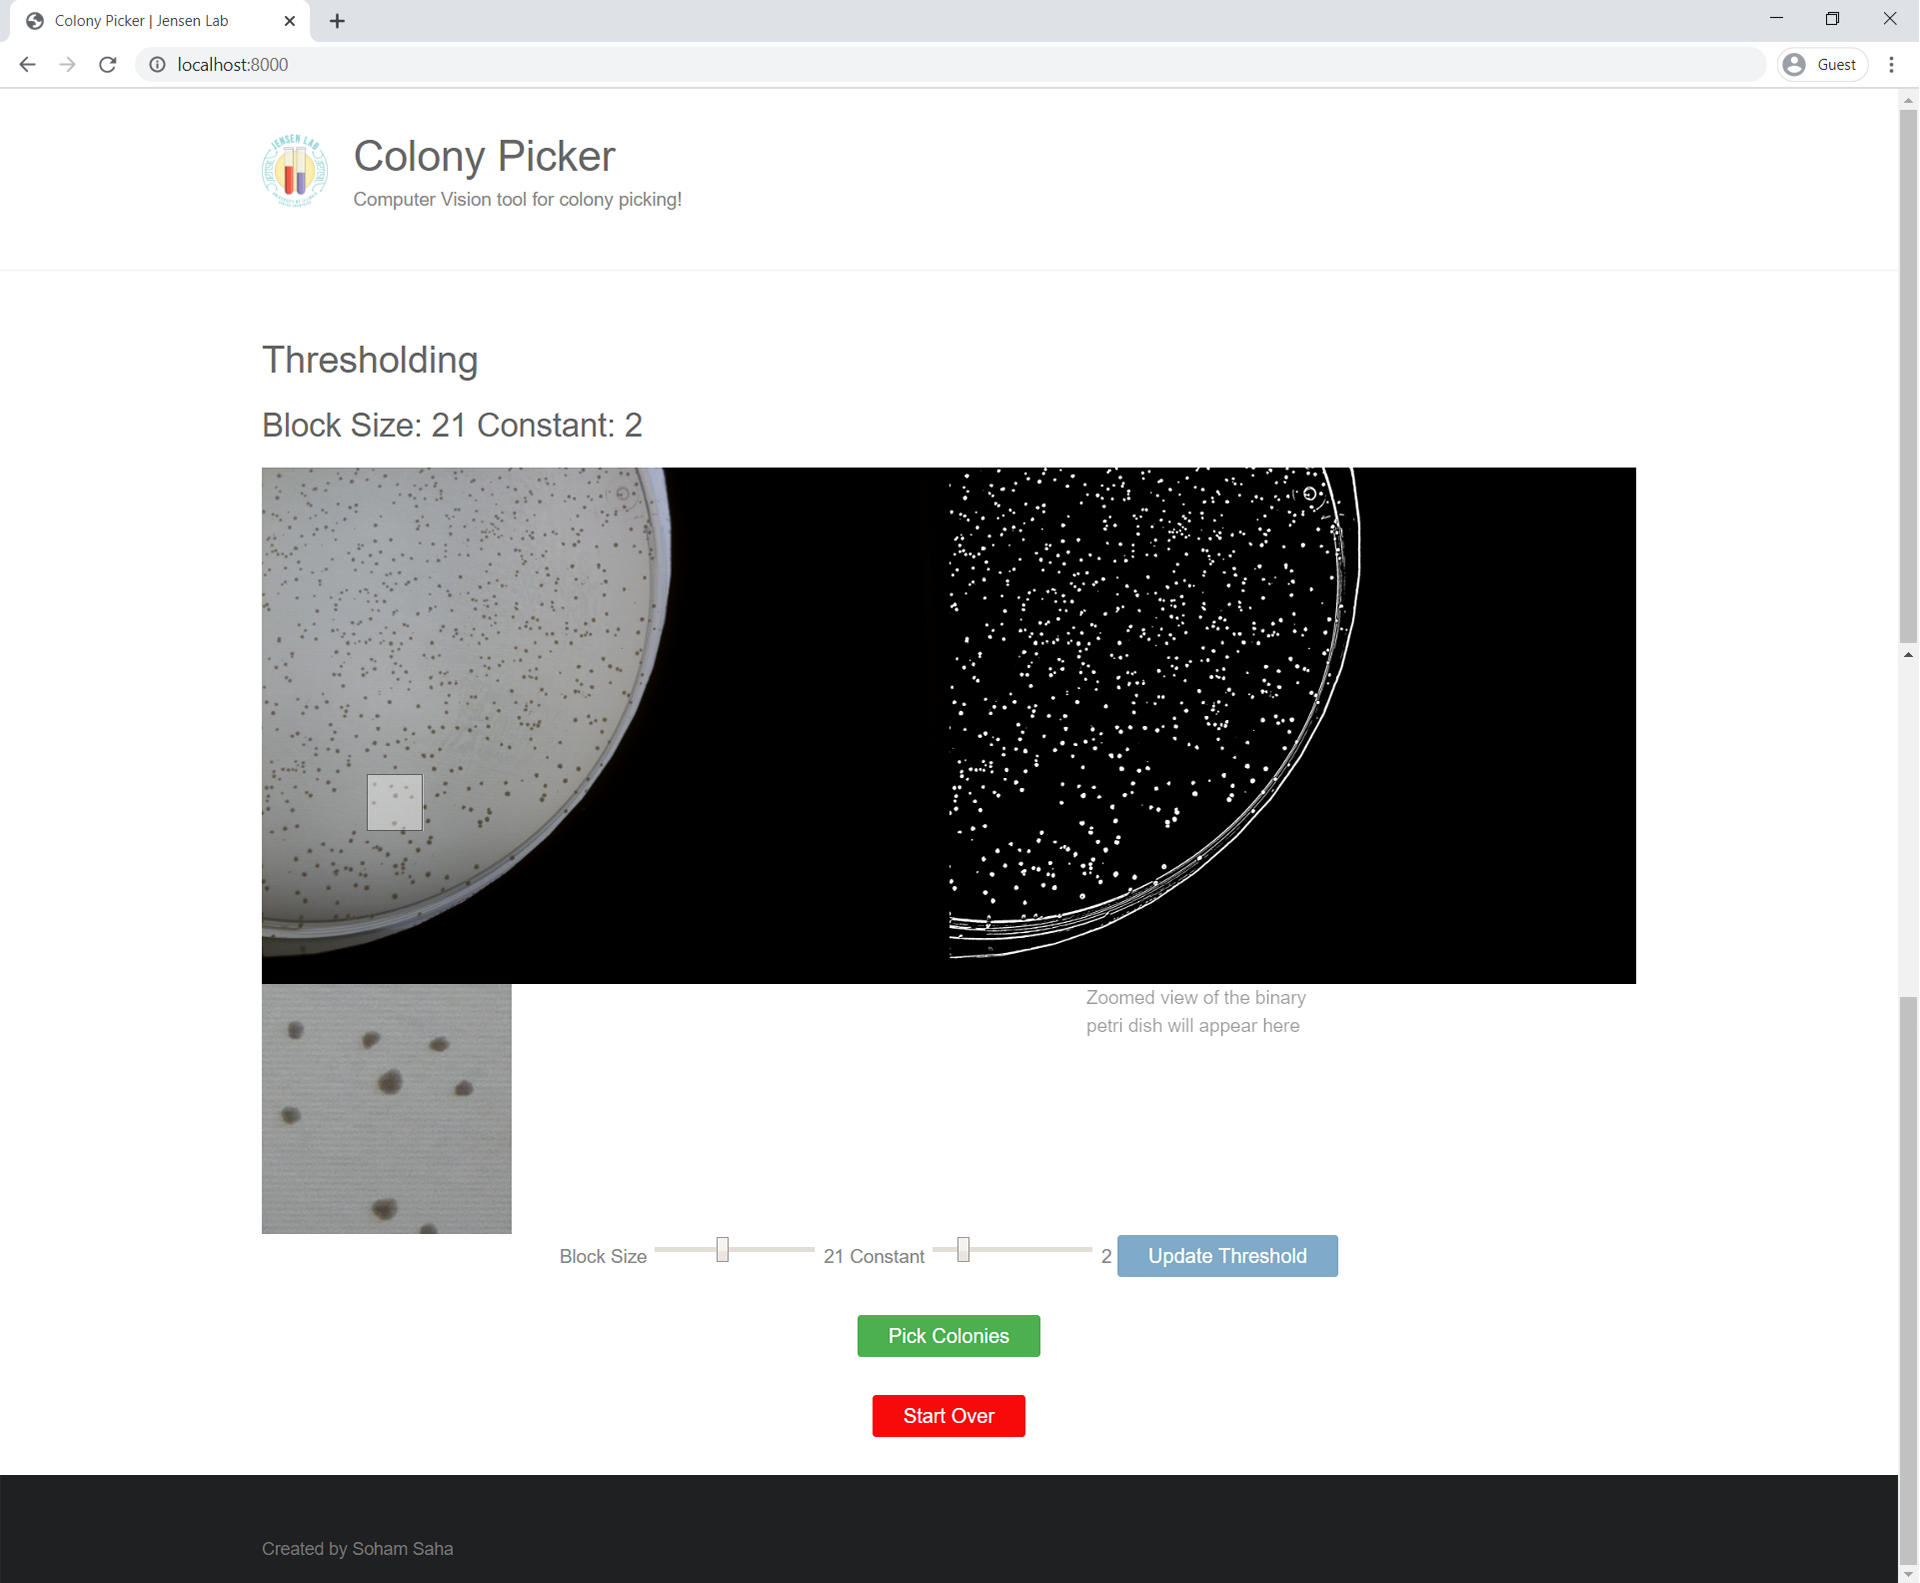 Colony Picker | Jensen Lab
localhost:8000
Guest
JENSEN LAB
Colony Picker
Computer Vision tool for colony picking!
Thresholding
Block Size: 21 Constant: 2
Zoomed view of the binary
petri dish will appear here
Block Size 21 Constant 2 Update Threshold
Pick Colonies
Start Over
Created by Soham Saha